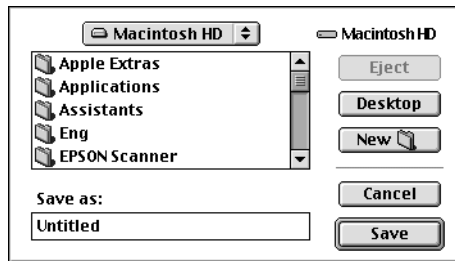 Macintosh HD
Macintosh HD
Apple Extras
Applications
Assistants
Eng
EPSON Scanner
Eject
Desktop
New
Save as:
Untitled
Cancel
Save